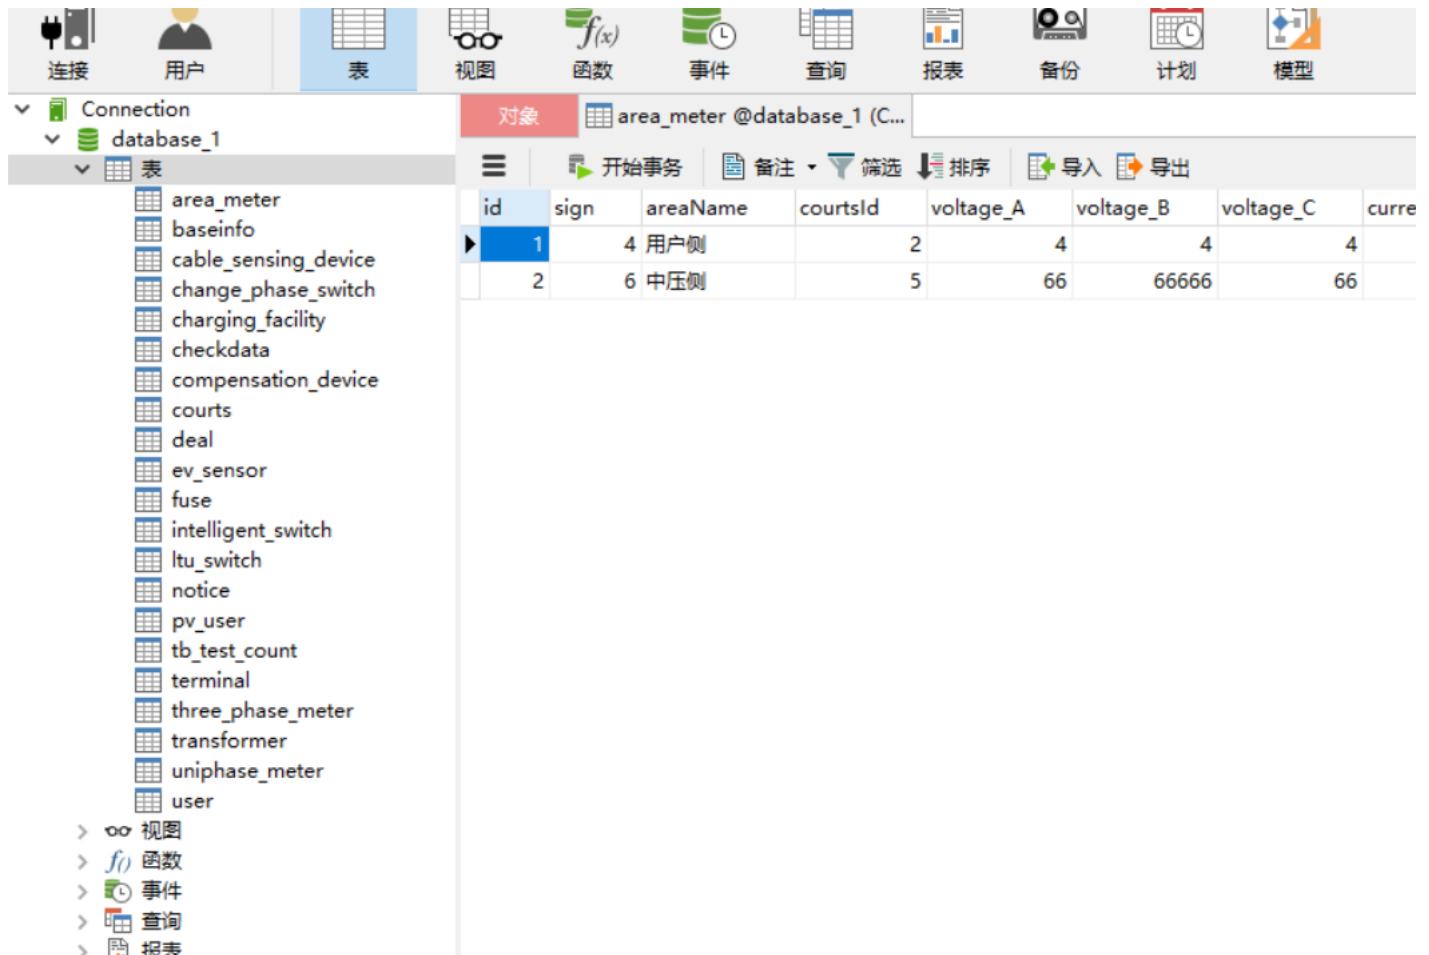 连接 用户 表 视图 函数 事件 查询 报表 备份 计划 模型
Connection
database_1
表
area_meter
baseinfo
cable_sensing_device
change_phase_switch
charging_facility
checkdata
compensation_device
courts
deal
ev_sensor
fuse
intelligent_switch
ltu_switch
notice
pv_user
tb_test_count
terminal
three_phase_meter
transformer
uniphase_meter
user
视图
函数
事件
查询
报表
对象 area_meter @database_1 (C...
开始事务 备注 筛选 排序 导入 导出
id sign areaName courtsId voltage_A voltage_B voltage_C curre
1 4 用户侧 2 4 4 4
2 6 中压侧 5 66 66666 66